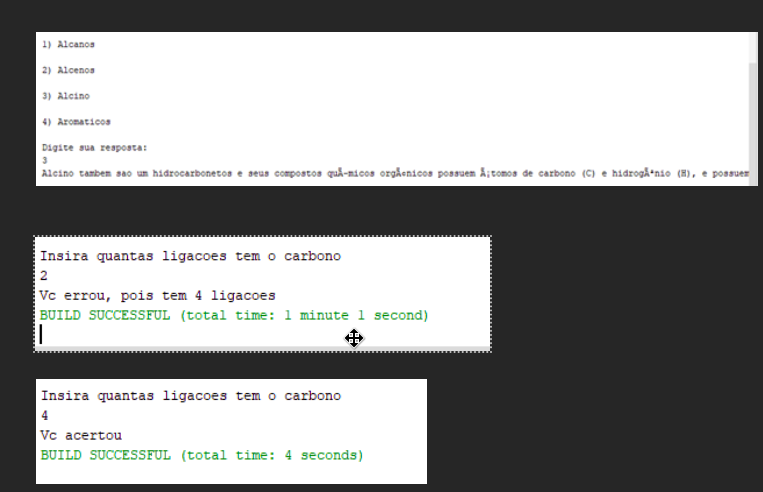 1) Alcanos
2) Alcenos
3) Alcino
4) Aromaticos
Digite sua resposta:
3
Alcino tambem sao um hidrocarbonetos e seus compostos quÃ-micos orgÃ¢nicos possuem Ã¡tomos de carbono (C) e hidrogÃªnio (H), e possuem
Insira quantas ligacoes tem o carbono
2
Vc errou, pois tem 4 ligacoes
BUILD SUCCESSFUL (total time: 1 minute 1 second)
Insira quantas ligacoes tem o carbono
4
Vc acertou
BUILD SUCCESSFUL (total time: 4 seconds)